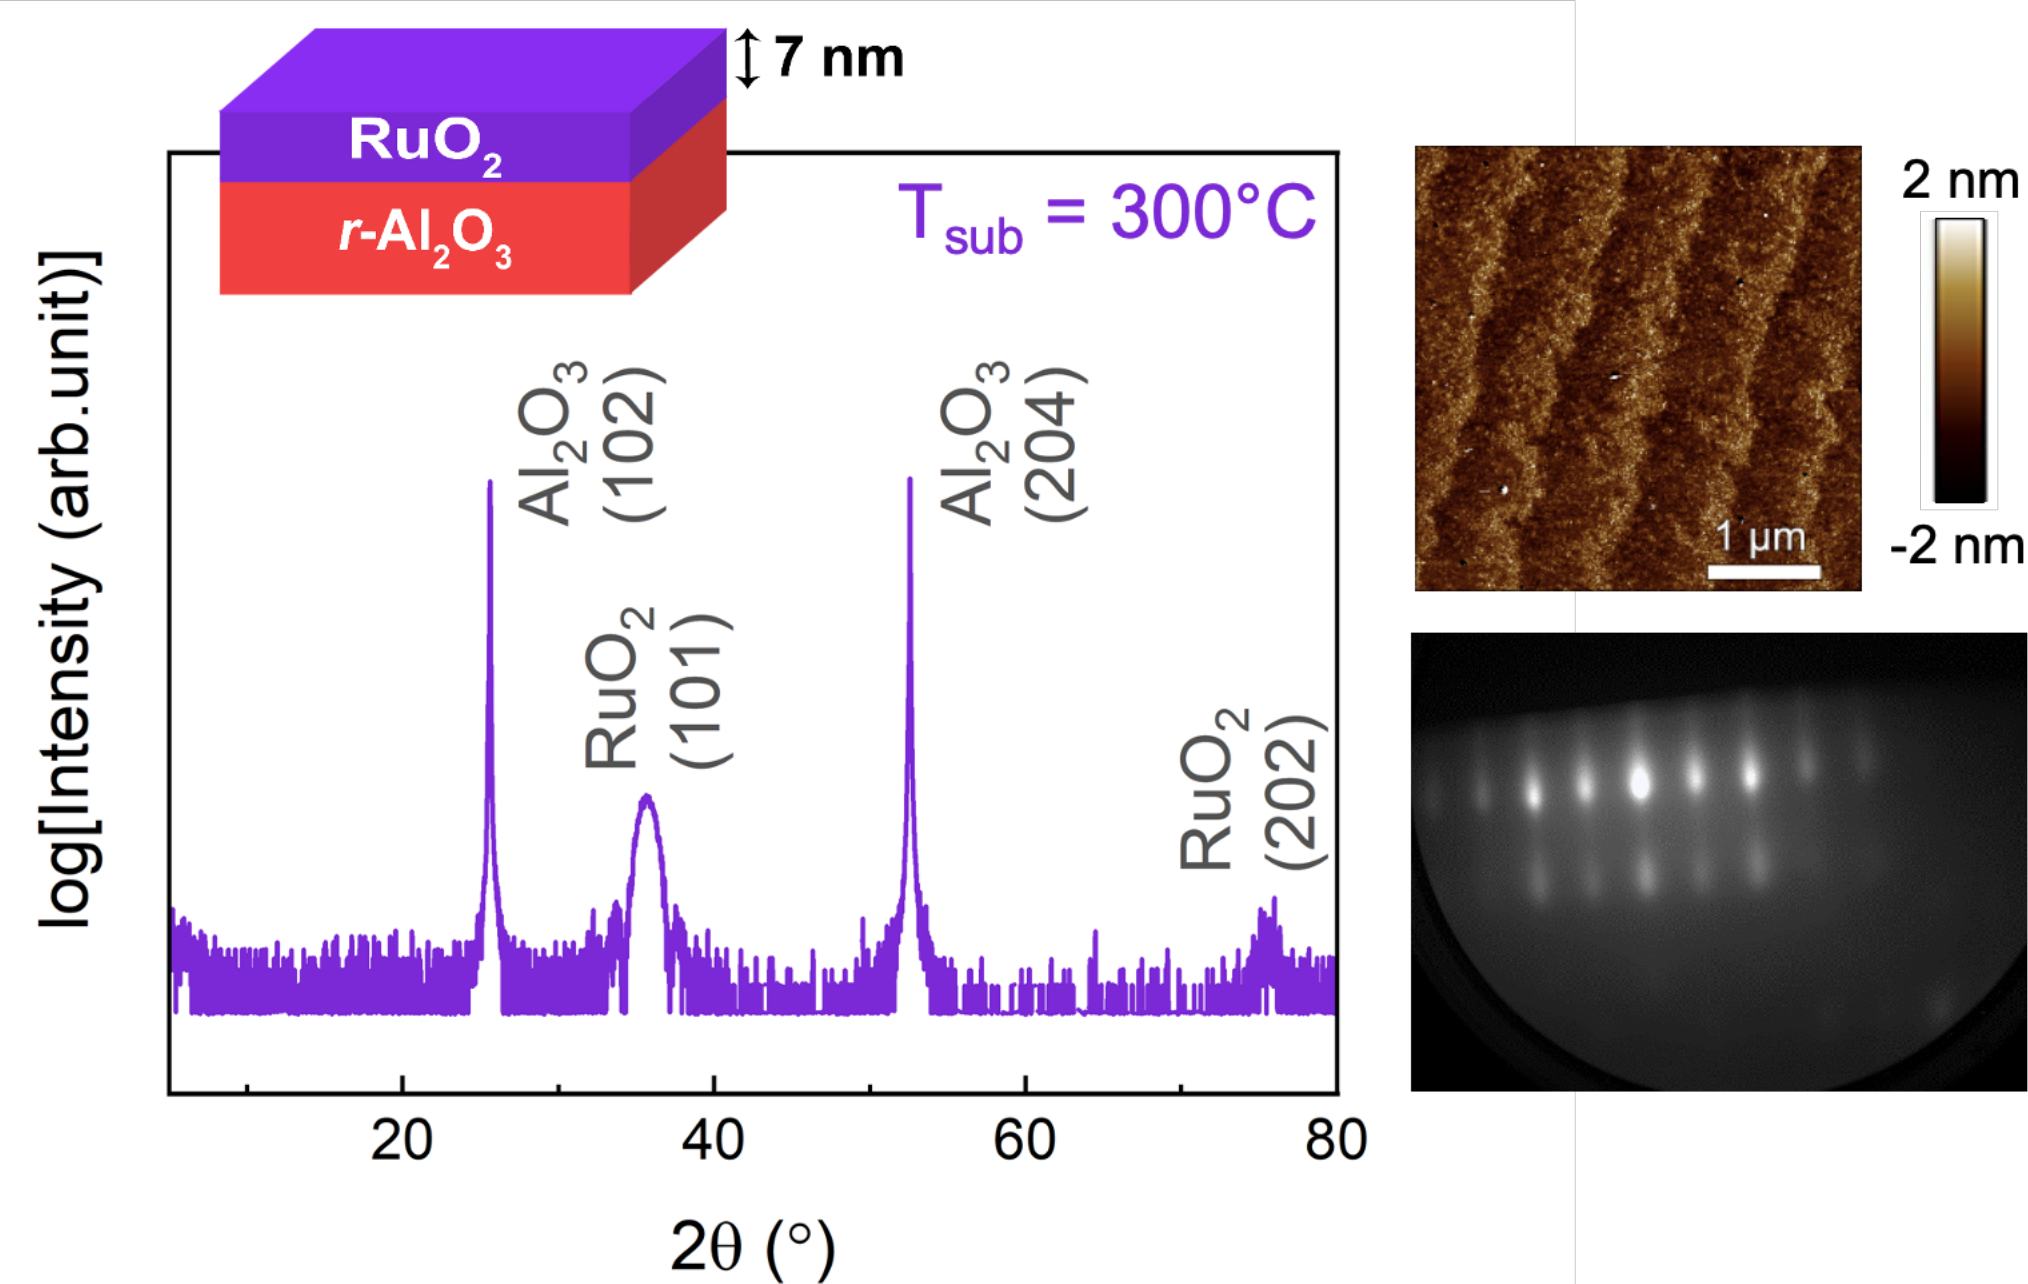 7 nm
RuO₂
r-Al₂O₃
T_sub = 300°C
log[Intensity (arb.unit)]
Al₂O₃
(102)
RuO₂
(101)
Al₂O₃
(204)
RuO₂
(202)
20
40
60
80
2θ (°)
2 nm
-2 nm
1 μm